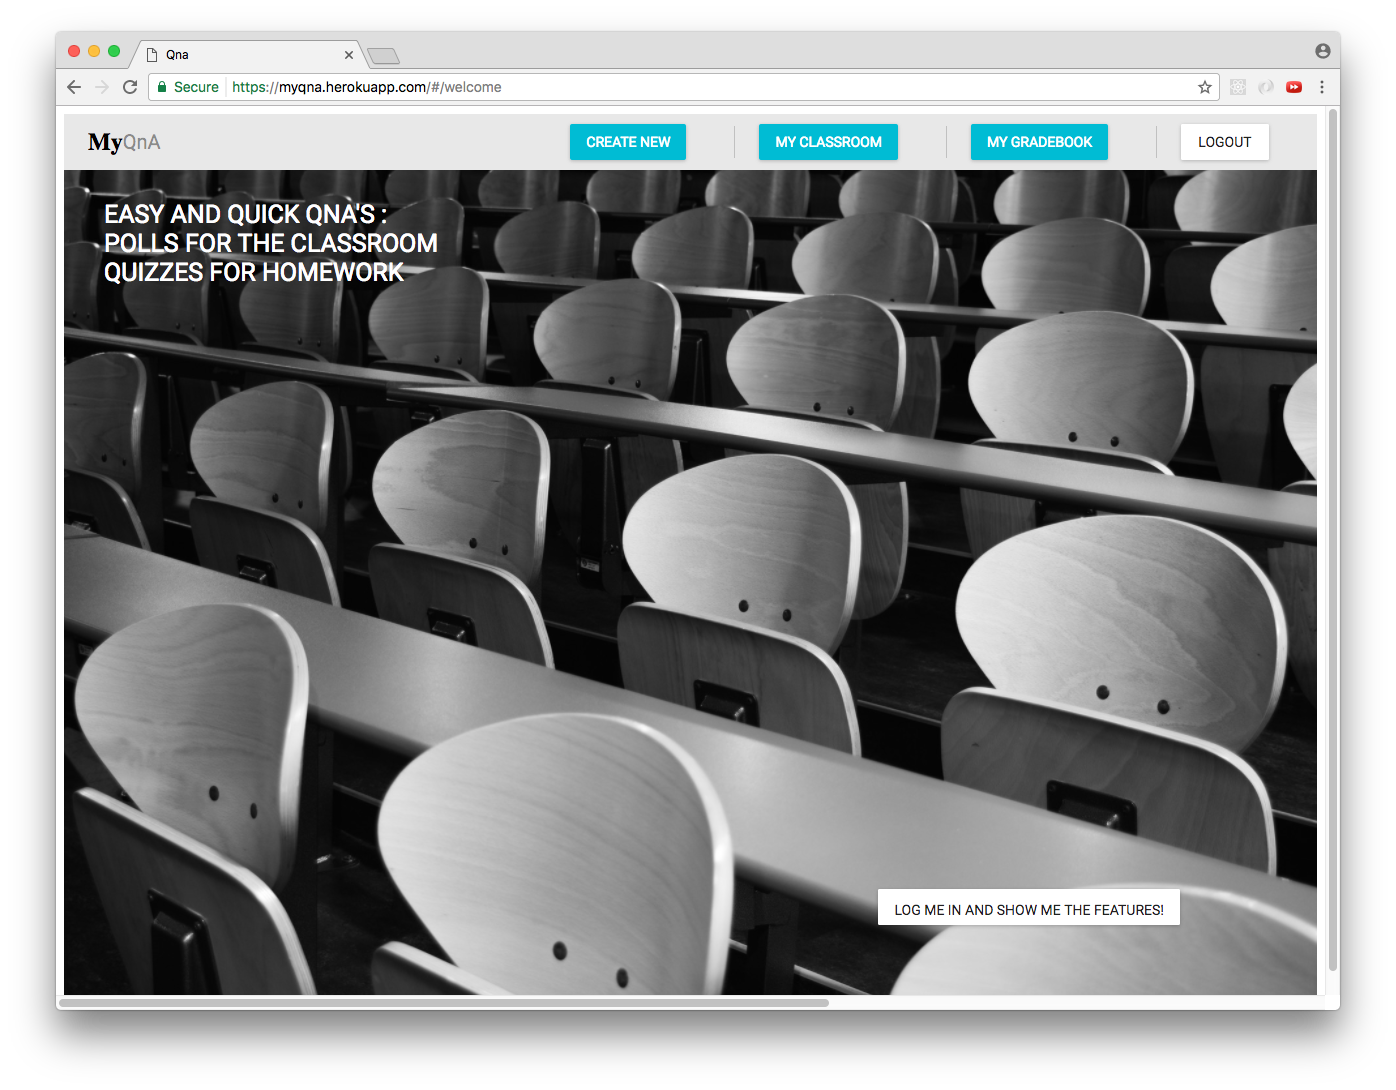 Qna
Secure https://myqna.herokuapp.com/#/welcome
MyQnA CREATE NEW MY CLASSROOM MY GRADEBOOK LOGOUT
EASY AND QUICK QNA'S :
POLLS FOR THE CLASSROOM
QUIZZES FOR HOMEWORK
LOG ME IN AND SHOW ME THE FEATURES!